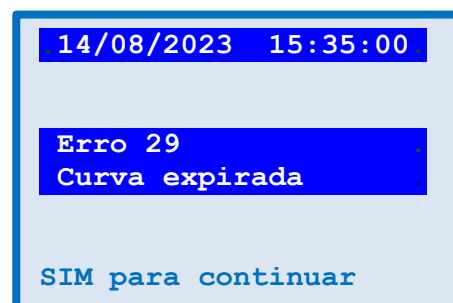 14/08/2023 15:35:00
Erro 29
Curva expirada
SIM para continuar